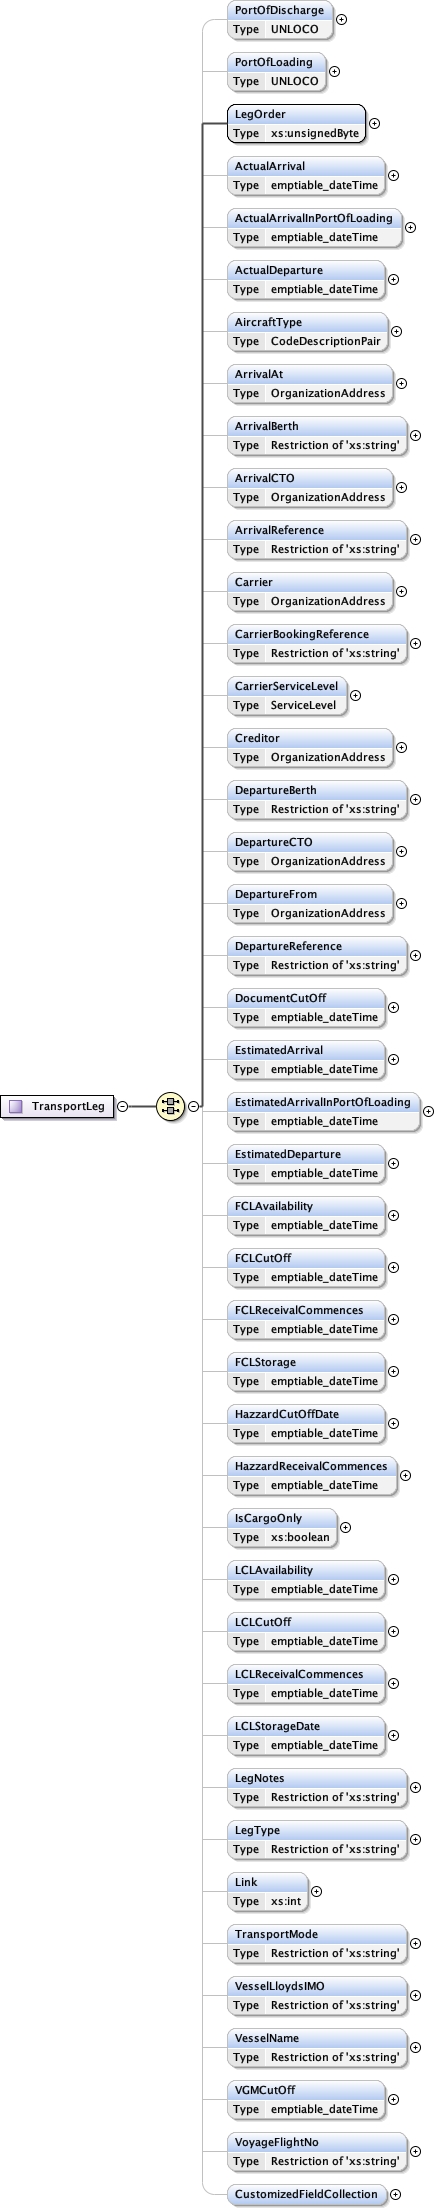 PortOfDischarge
Type UNLOCO
PortOfLoading
Type UNLOCO
LegOrder
Type xs:unsignedByte
ActualArrival
Type emptiable_dateTime
ActualArrivalInPortOfLoading
Type emptiable_dateTime
ActualDeparture
Type emptiable_dateTime
AircraftType
Type CodeDescriptionPair
ArrivalAt
Type OrganizationAddress
ArrivalBerth
Type Restriction of 'xs:string'
ArrivalCTO
Type OrganizationAddress
ArrivalReference
Type Restriction of 'xs:string'
Carrier
Type OrganizationAddress
CarrierBookingReference
Type Restriction of 'xs:string'
CarrierServiceLevel
Type ServiceLevel
Creditor
Type OrganizationAddress
DepartureBerth
Type Restriction of 'xs:string'
DepartureCTO
Type OrganizationAddress
DepartureFrom
Type OrganizationAddress
DepartureReference
Type Restriction of 'xs:string'
DocumentCutOff
Type emptiable_dateTime
EstimatedArrival
Type emptiable_dateTime
TransportLeg
EstimatedArrivalInPortOfLoading
Type emptiable_dateTime
EstimatedDeparture
Type emptiable_dateTime
FCLAvailability
Type emptiable_dateTime
FCLCutOff
Type emptiable_dateTime
FCLReceivalCommences
Type emptiable_dateTime
FCLStorage
Type emptiable_dateTime
HazzardCutOffDate
Type emptiable_dateTime
HazzardReceivalCommences
Type emptiable_dateTime
IsCargoOnly
Type xs:boolean
LCLAvailability
Type emptiable_dateTime
LCLCutOff
Type emptiable_dateTime
LCLReceivalCommences
Type emptiable_dateTime
LCLStorageDate
Type emptiable_dateTime
LegNotes
Type Restriction of 'xs:string'
LegType
Type Restriction of 'xs:string'
Link
Type xs:int
TransportMode
Type Restriction of 'xs:string'
VesselLloydsIMO
Type Restriction of 'xs:string'
VesselName
Type Restriction of 'xs:string'
VGMCutOff
Type emptiable_dateTime
VoyageFlightNo
Type Restriction of 'xs:string'
CustomizedFieldCollection